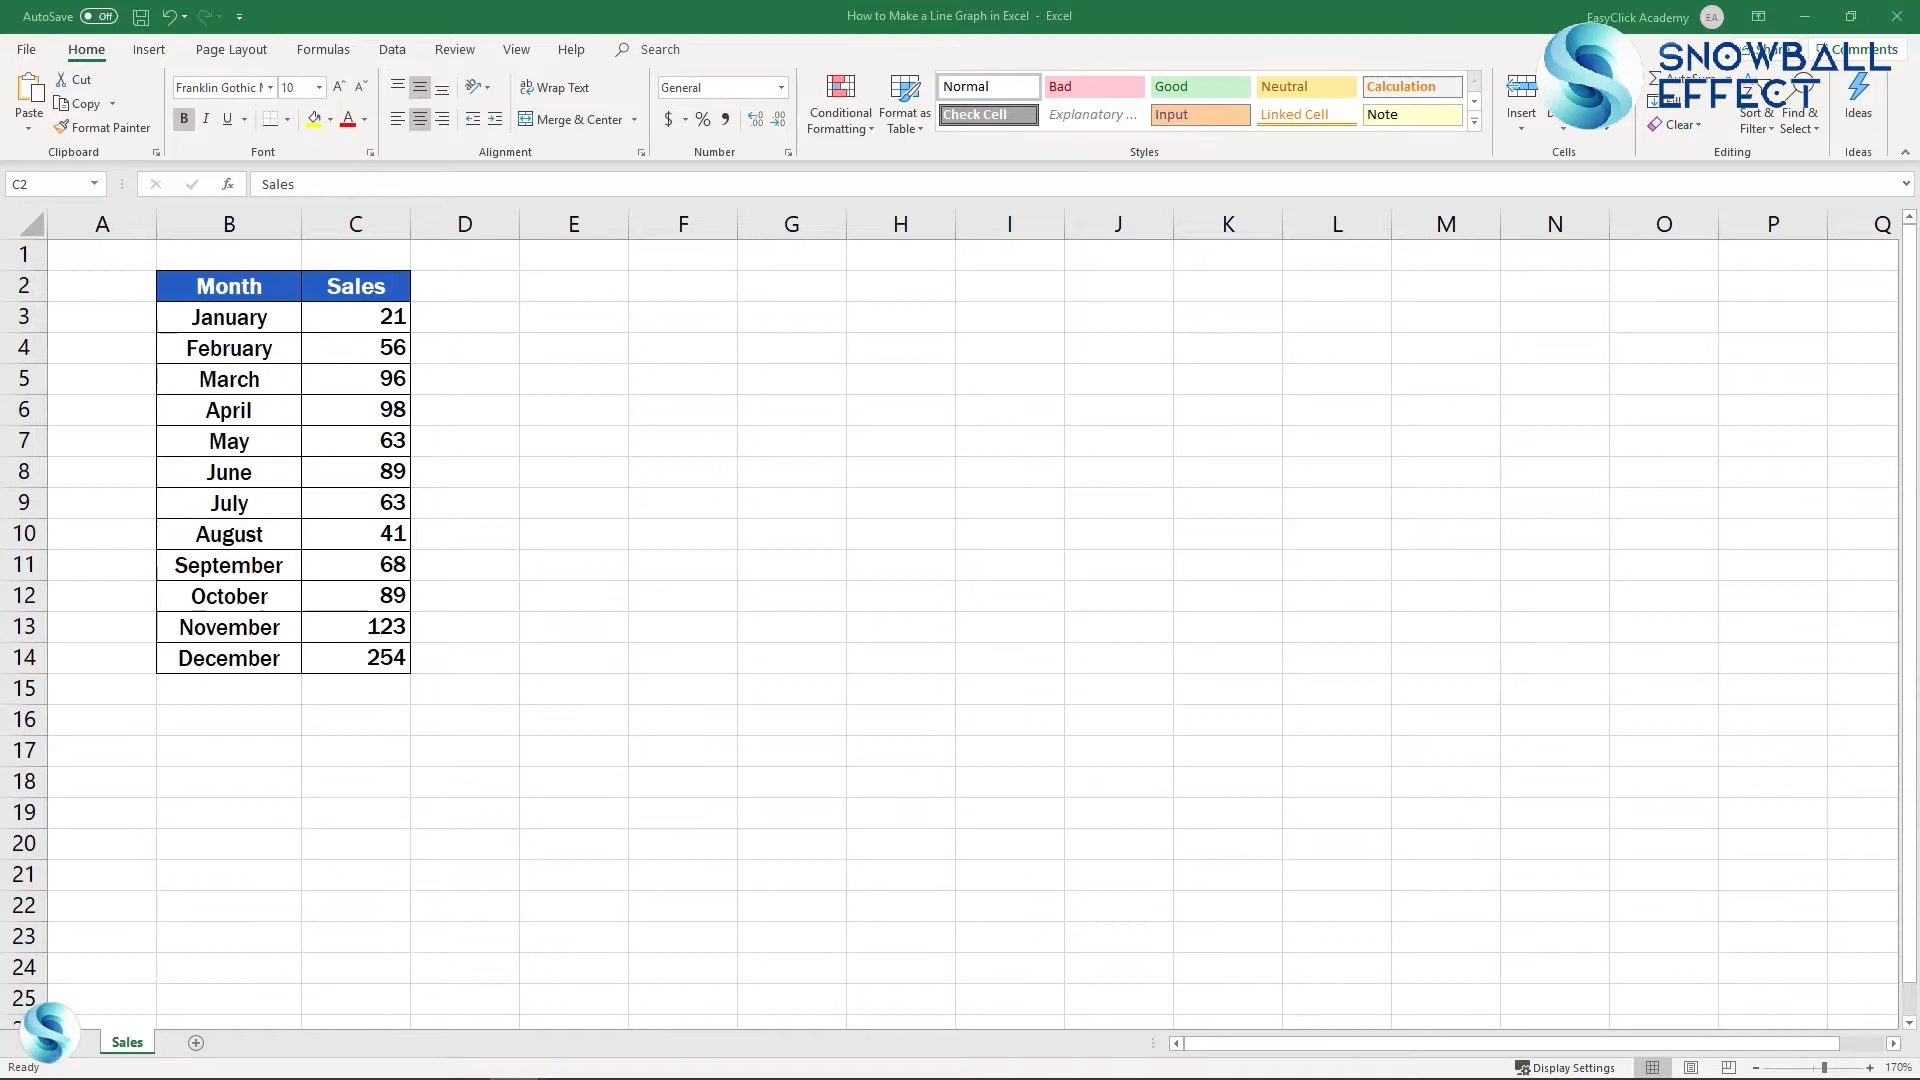 AutoSave Off How to Make a Line Graph in Excel - Excel EasyClick Academy EA
File Home Insert Page Layout Formulas Data Review View Help Search Comments
SNOWBALL
EFFECT
Paste
Cut
Copy
Format Painter
Clipboard
Franklin Gothic M 10
B I U A
Font
Wrap Text
Merge & Center
Alignment
General
$ % ,
Number
Conditional
Formatting
Format as
Table
Normal Bad Good Neutral Calculation
Check Cell Explanatory ... Input Linked Cell Note
Styles
Insert
Cells
Clear
Sort &
Filter
Find &
Select
Editing
Ideas
Ideas
C2 fx Sales
A B C D E F G H I J K L M N O P Q
1
2 Month Sales
3 January 21
4 February 56
5 March 96
6 April 98
7 May 63
8 June 89
9 July 63
10 August 41
11 September 68
12 October 89
13 November 123
14 December 254
15
16
17
18
19
20
21
22
23
24
25
Sales
Ready Display Settings 170%